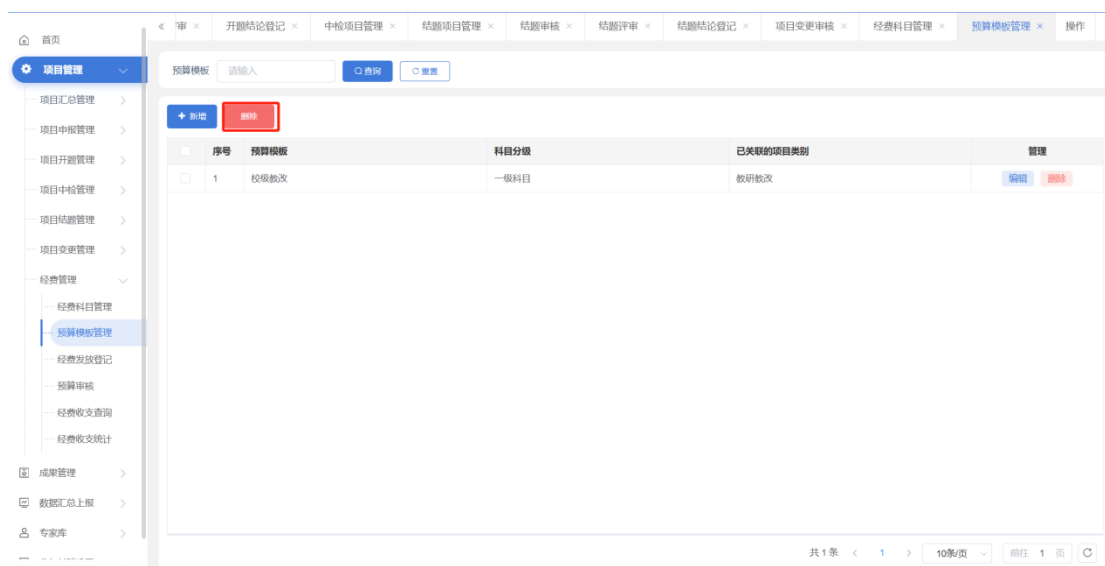 首页
项目管理
项目汇总管理
项目申报管理
项目开题管理
项目中检管理
项目结题管理
项目变更管理
经费管理
经费科目管理
预算模板管理
经费发放登记
预算审核
经费收支查询
经费收支统计
成果管理
数据汇总上报
专家库
审 开题结论登记 中检项目管理 结题项目管理 结题审核 结题评审 结题结论登记 项目变更审核 经费科目管理 预算模板管理 操作
预算模板 请输入 查询 重置
+ 新增 删除
序号 预算模板 科目分级 已关联的项目类别 管理
1 校级教改 一级科目 教研教改 编辑 删除
共 1 条 < 1 > 10条/页 前往 1 页